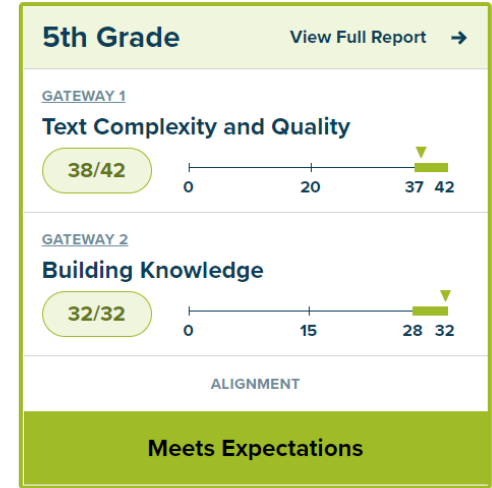 5th Grade View Full Report →
GATEWAY 1
Text Complexity and Quality
38/42
0 20 37 42
GATEWAY 2
Building Knowledge
32/32
0 15 28 32
ALIGNMENT
Meets Expectations